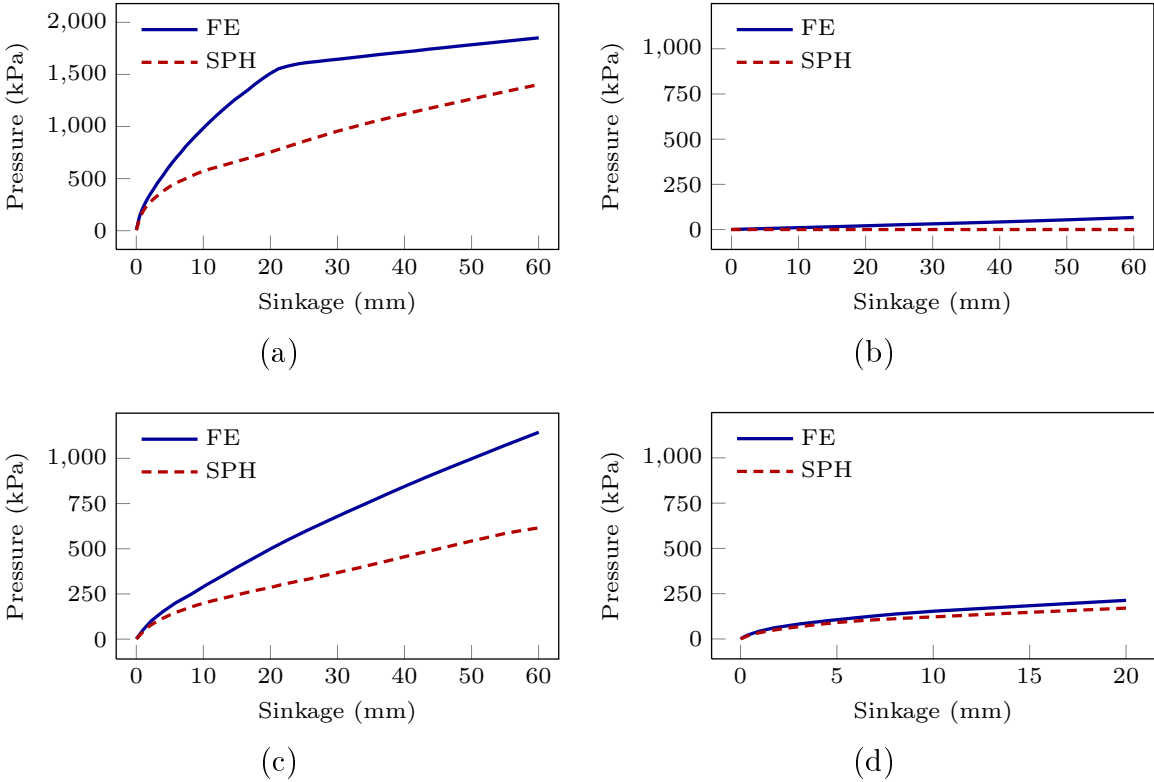 FE
SPH
2,000
1,500
1,000
500
0
Pressure (kPa)
0 10 20 30 40 50 60
Sinkage (mm)
(a)
FE
SPH
1,000
750
500
250
0
Pressure (kPa)
0 10 20 30 40 50 60
Sinkage (mm)
(b)
FE
SPH
1,000
750
500
250
0
Pressure (kPa)
0 10 20 30 40 50 60
Sinkage (mm)
(c)
FE
SPH
1,000
750
500
250
0
Pressure (kPa)
0 5 10 15 20
Sinkage (mm)
(d)